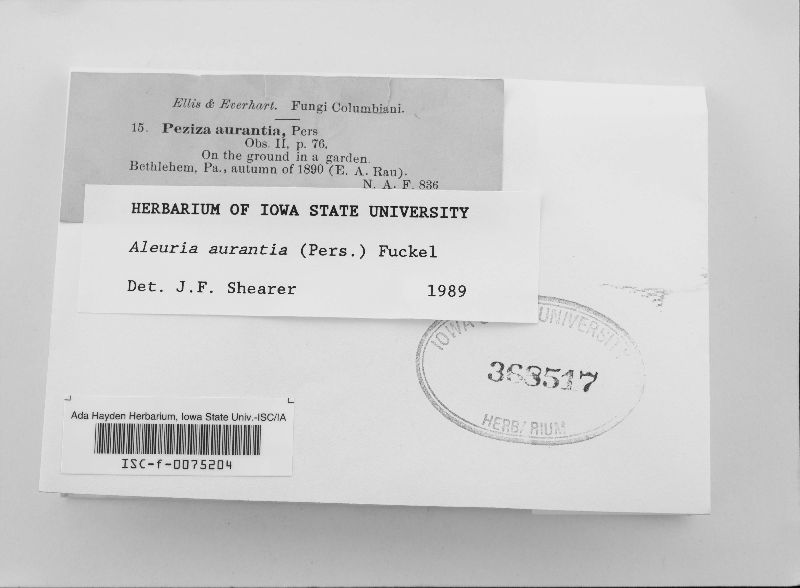 Ellis & Everhart. Fungi Columbiani.
15. Peziza aurantia, Pers
Obs. II, p. 76.
On the ground in a garden.
Bethlehem, Pa., autumn of 1890 (E. A. Rau).
N. A. F. 836
HERBARIUM OF IOWA STATE UNIVERSITY
Aleuria aurantia (Pers.) Fuckel
Det. J.F. Shearer 1989
IOWA UNIVERSITY
363517
HERBARIUM
Ada Hayden Herbarium, Iowa State Univ.-ISC/IA
ISC-f-0075204